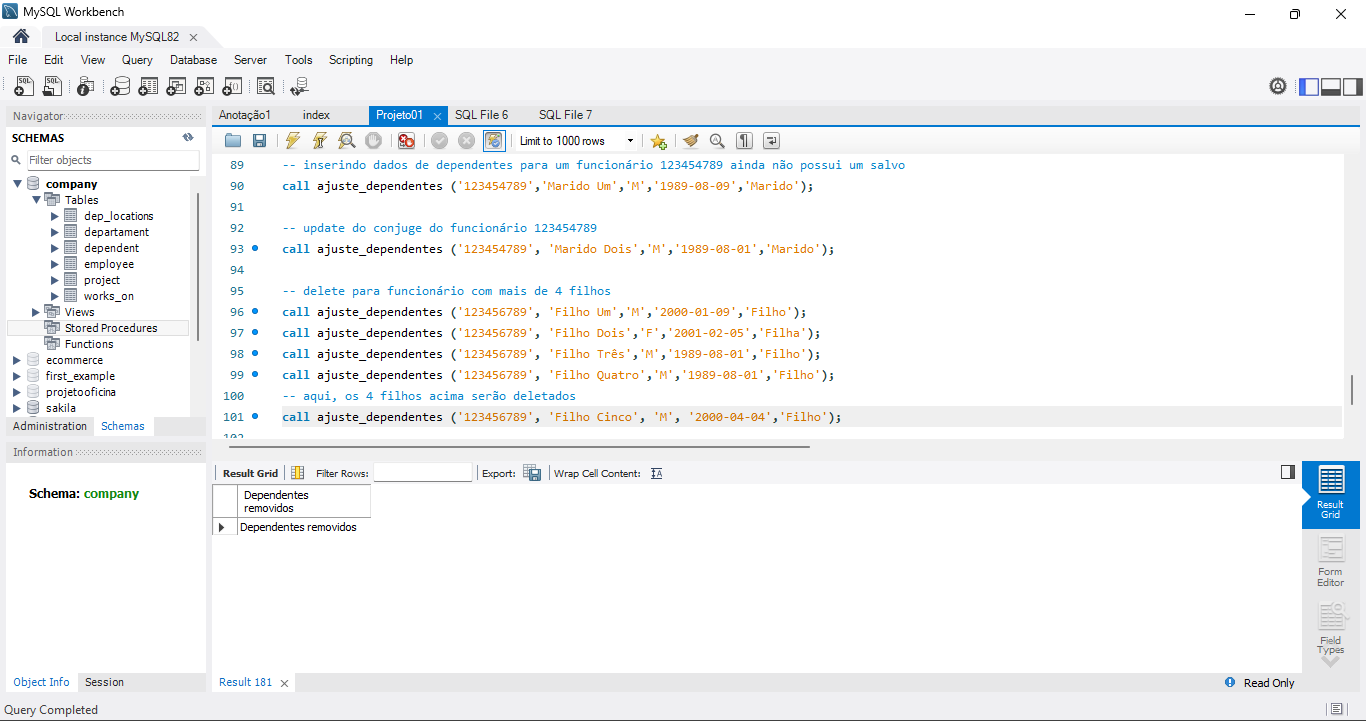 MySQL Workbench
Local instance MySQL82
File Edit View Query Database Server Tools Scripting Help
Navigator
SCHEMAS
Filter objects
company
Tables
dep_locations
departament
dependent
employee
project
works_on
Views
Stored Procedures
Functions
ecommerce
first_example
projetooficina
sakila
Administration Schemas
Information
Schema: company
Object Info Session
Anotação1 index Projeto01 SQL File 6 SQL File 7
Limit to 1000 rows
89 -- inserindo dados de dependentes para um funcionário 123454789 ainda não possui um salvo
90 call ajuste_dependentes ('123454789','Marido Um','M','1989-08-09','Marido');
91
92 -- update do conjuge do funcionário 123454789
93 call ajuste_dependentes ('123454789', 'Marido Dois','M','1989-08-01','Marido');
94
95 -- delete para funcionário com mais de 4 filhos
96 call ajuste_dependentes ('123456789', 'Filho Um','M','2000-01-09','Filho');
97 call ajuste_dependentes ('123456789', 'Filho Dois','F','2001-02-05','Filha');
98 call ajuste_dependentes ('123456789', 'Filho Três','M','1989-08-01','Filho');
99 call ajuste_dependentes ('123456789', 'Filho Quatro','M','1989-08-01','Filho');
100 -- aqui, os 4 filhos acima serão deletados
101 call ajuste_dependentes ('123456789', 'Filho Cinco', 'M', '2000-04-04','Filho');
102
Result Grid Filter Rows: Export: Wrap Cell Content:
Dependentes
removidos
Dependentes removidos
Result
Grid
Form
Editor
Field
Types
Result 181
Read Only
Query Completed